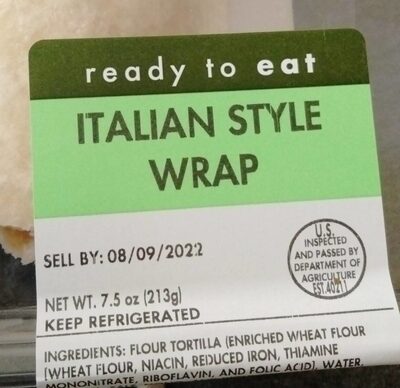 ready to eat
ITALIAN STYLE
WRAP
SELL BY: 08/09/2022
U.S.
INSPECTED
AND PASSED BY
DEPARTMENT OF
AGRICULTURE
EST.40211
NET WT. 7.5 oz (213g)
KEEP REFRIGERATED
INGREDIENTS: FLOUR TORTILLA (ENRICHED WHEAT FLOUR
[WHEAT FLOUR, NIACIN, REDUCED IRON, THIAMINE
MONONITRATE, RIBOFLAVIN, AND FOLIC ACID], WATER,